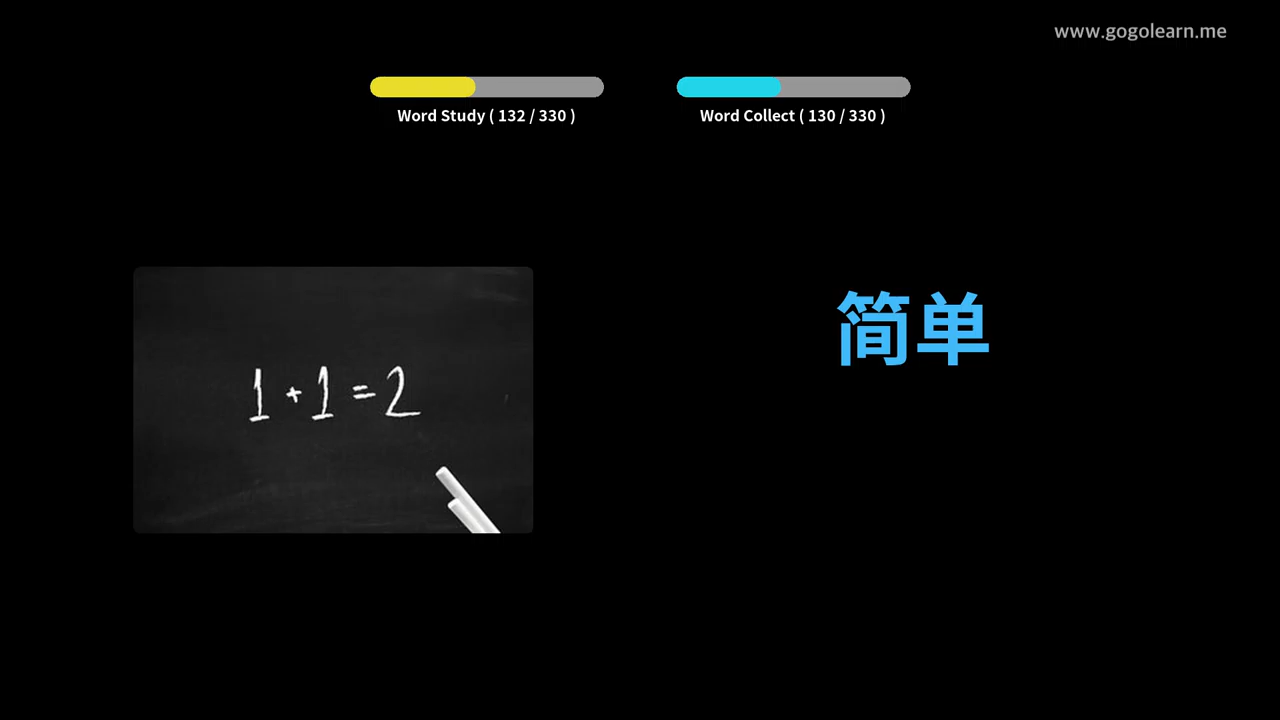 www.gogolearn.me
Word Study ( 132 / 330 )
Word Collect ( 130 / 330 )
简单
1 + 1 = 2